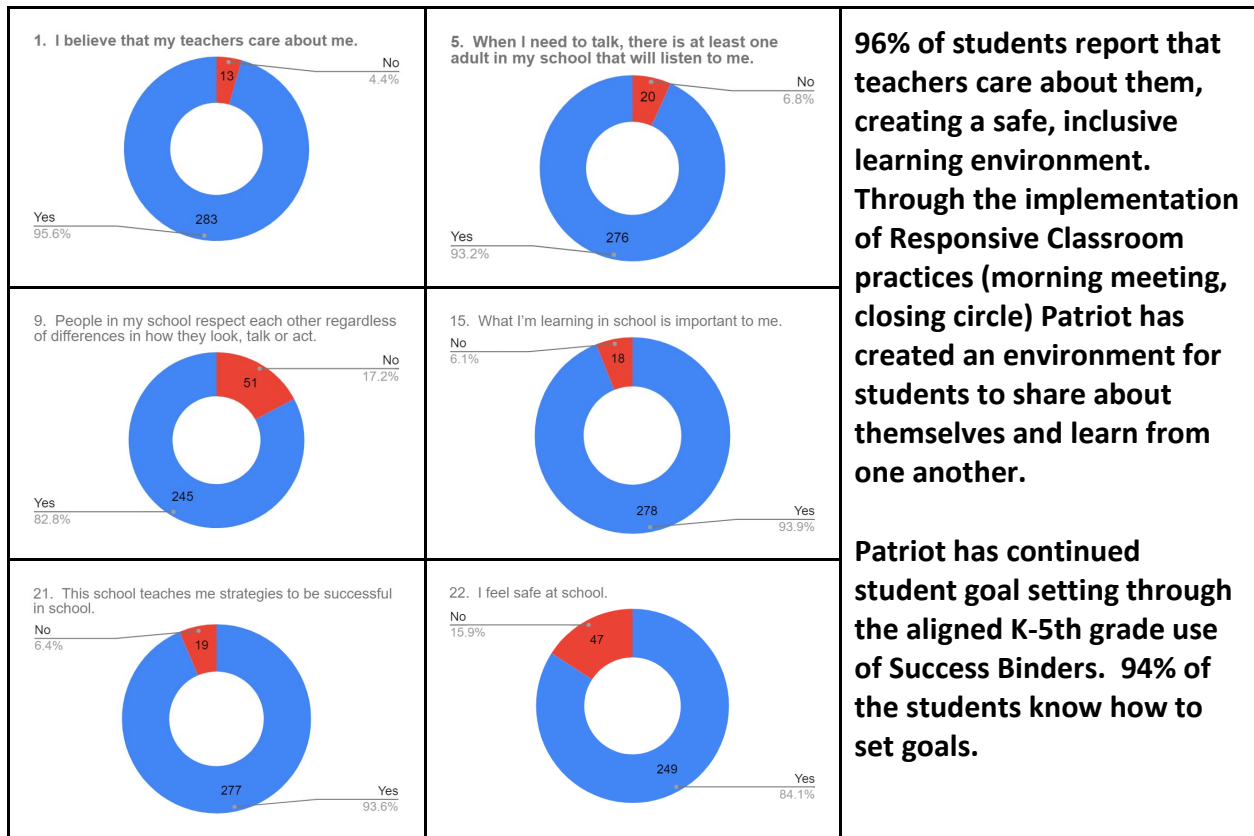 1. I believe that my teachers care about me.
13
No
4.4%
283
Yes
95.6%
5. When I need to talk, there is at least one
adult in my school that will listen to me.
20
No
6.8%
276
Yes
93.2%
9. People in my school respect each other regardless
of differences in how they look, talk or act.
No
17.2%
51
245
Yes
82.8%
15. What I'm learning in school is important to me.
No
6.1%
18
278
Yes
93.9%
21. This school teaches me strategies to be successful
in school.
No
6.4%
19
277
Yes
93.6%
22. I feel safe at school.
No
15.9%
47
249
Yes
84.1%
96% of students report that
teachers care about them,
creating a safe, inclusive
learning environment.
Through the implementation
of Responsive Classroom
practices (morning meeting,
closing circle) Patriot has
created an environment for
students to share about
themselves and learn from
one another.
Patriot has continued
student goal setting through
the aligned K-5th grade use
of Success Binders.  94% of
the students know how to
set goals.